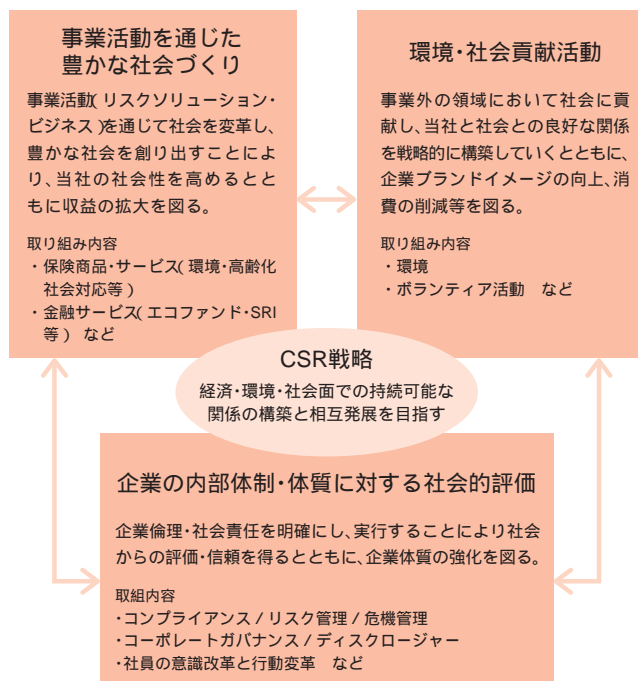 事業活動を通じた
豊かな社会づくり
事業活動(リスクソリューション・
ビジネス)を通じて社会を変革し、
豊かな社会を創り出すことによ
り、当社の社会性を高めるとと
もに収益の拡大を図る。
取り組み内容
・保険商品・サービス(環境・高齢化
社会対応等)
・金融サービス(エコファンド・SRI
等) など
環境・社会貢献活動
事業外の領域において社会に貢
献し、当社と社会との良好な関係
を戦略的に構築していくとともに、
企業ブランドイメージの向上、消
費の削減等を図る。
取り組み内容
・環境
・ボランティア活動 など
CSR戦略
経済・環境・社会面での持続可能な
関係の構築と相互発展を目指す
企業の内部体制・体質に対する社会的評価
企業倫理・社会責任を明確にし、実行することにより社会
からの評価・信頼を得るとともに、企業体質の強化を図る。
取組内容
・コンプライアンス / リスク管理 / 危機管理
・コーポレートガバナンス / ディスクロージャー
・社員の意識改革と行動変革 など